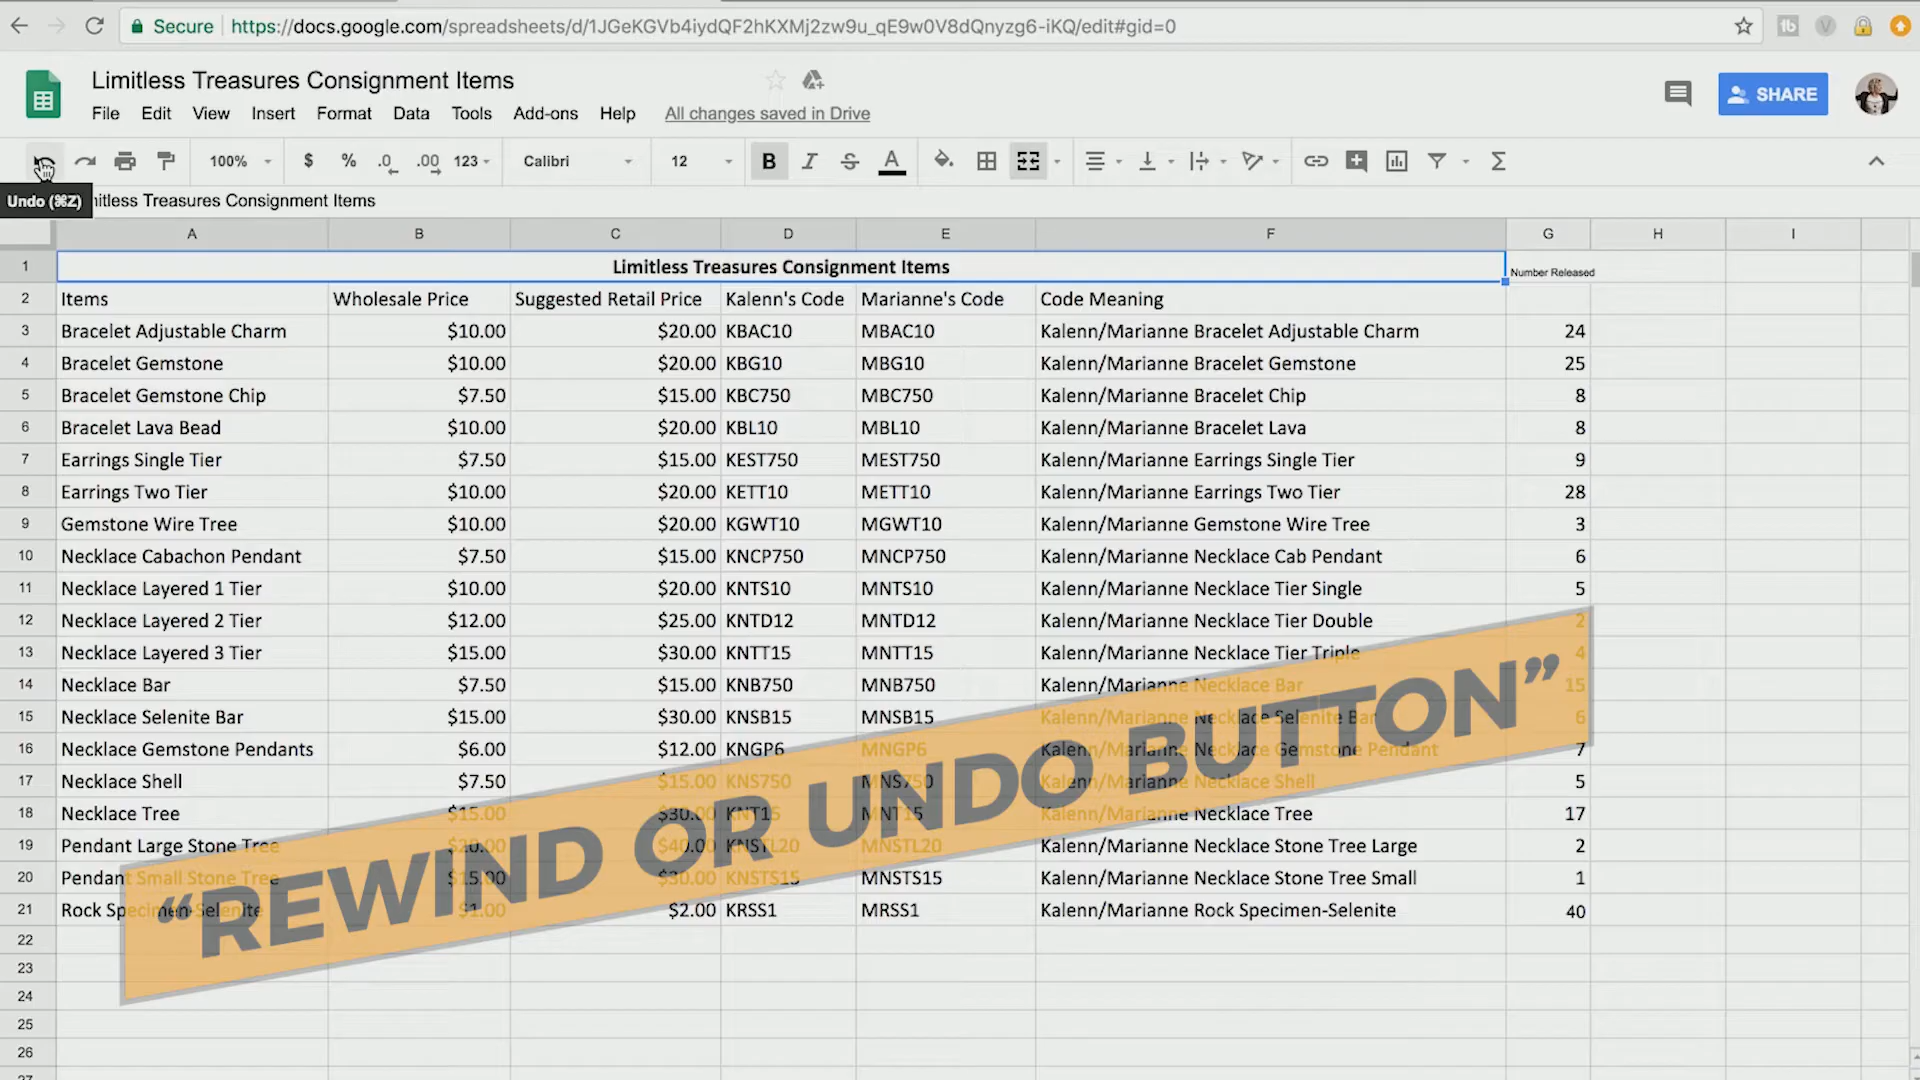 Secure https://docs.google.com/spreadsheets/d/1JGeKGVb4iydQF2hKXMj2zw9u_qE9w0V8dQnyzg6-iKQ/edit#gid=0
Limitless Treasures Consignment Items
File Edit View Insert Format Data Tools Add-ons Help All changes saved in Drive
SHARE
100% $ % .0 .00 123 Calibri 12 B I S A
Undo (⌘Z) itless Treasures Consignment Items
A B C D E F G H I
1 Limitless Treasures Consignment Items Number Released
2 Items Wholesale Price Suggested Retail Price Kalenn's Code Marianne's Code Code Meaning
3 Bracelet Adjustable Charm $10.00 $20.00 KBAC10 MBAC10 Kalenn/Marianne Bracelet Adjustable Charm 24
4 Bracelet Gemstone $10.00 $20.00 KBG10 MBG10 Kalenn/Marianne Bracelet Gemstone 25
5 Bracelet Gemstone Chip $7.50 $15.00 KBC750 MBC750 Kalenn/Marianne Bracelet Chip 8
6 Bracelet Lava Bead $10.00 $20.00 KBL10 MBL10 Kalenn/Marianne Bracelet Lava 8
7 Earrings Single Tier $7.50 $15.00 KEST750 MEST750 Kalenn/Marianne Earrings Single Tier 9
8 Earrings Two Tier $10.00 $20.00 KETT10 METT10 Kalenn/Marianne Earrings Two Tier 28
9 Gemstone Wire Tree $10.00 $20.00 KGWT10 MGWT10 Kalenn/Marianne Gemstone Wire Tree 3
10 Necklace Cabachon Pendant $7.50 $15.00 KNCP750 MNCP750 Kalenn/Marianne Necklace Cab Pendant 6
11 Necklace Layered 1 Tier $10.00 $20.00 KNTS10 MNTS10 Kalenn/Marianne Necklace Tier Single 5
12 Necklace Layered 2 Tier $12.00 $25.00 KNTD12 MNTD12 Kalenn/Marianne Necklace Tier Double 2
13 Necklace Layered 3 Tier $15.00 $30.00 KNTT15 MNTT15 Kalenn/Marianne Necklace Tier Triple 4
14 Necklace Bar $7.50 $15.00 KNB750 MNB750 Kalenn/Marianne Necklace Bar 15
15 Necklace Selenite Bar $15.00 $30.00 KNSB15 MNSB15 Kalenn/Marianne Necklace Selenite Bar 6
16 Necklace Gemstone Pendants $6.00 $12.00 KNGP6 MNGP6 Kalenn/Marianne Necklace Gemstone Pendant 7
17 Necklace Shell $7.50 $15.00 KNS750 MNS750 Kalenn/Marianne Necklace Shell 5
18 Necklace Tree $15.00 $30.00 KNT15 MNT15 Kalenn/Marianne Necklace Tree 17
19 Pendant Large Stone Tree $20.00 $40.00 KNSTL20 MNSTL20 Kalenn/Marianne Necklace Stone Tree Large 2
20 Pendant Small Stone Tree $15.00 $30.00 KNSTS15 MNSTS15 Kalenn/Marianne Necklace Stone Tree Small 1
21 Rock Specimen-Selenite $1.00 $2.00 KRSS1 MRSS1 Kalenn/Marianne Rock Specimen-Selenite 40
22
23
24
25
26
27
“REWIND OR UNDO BUTTON”